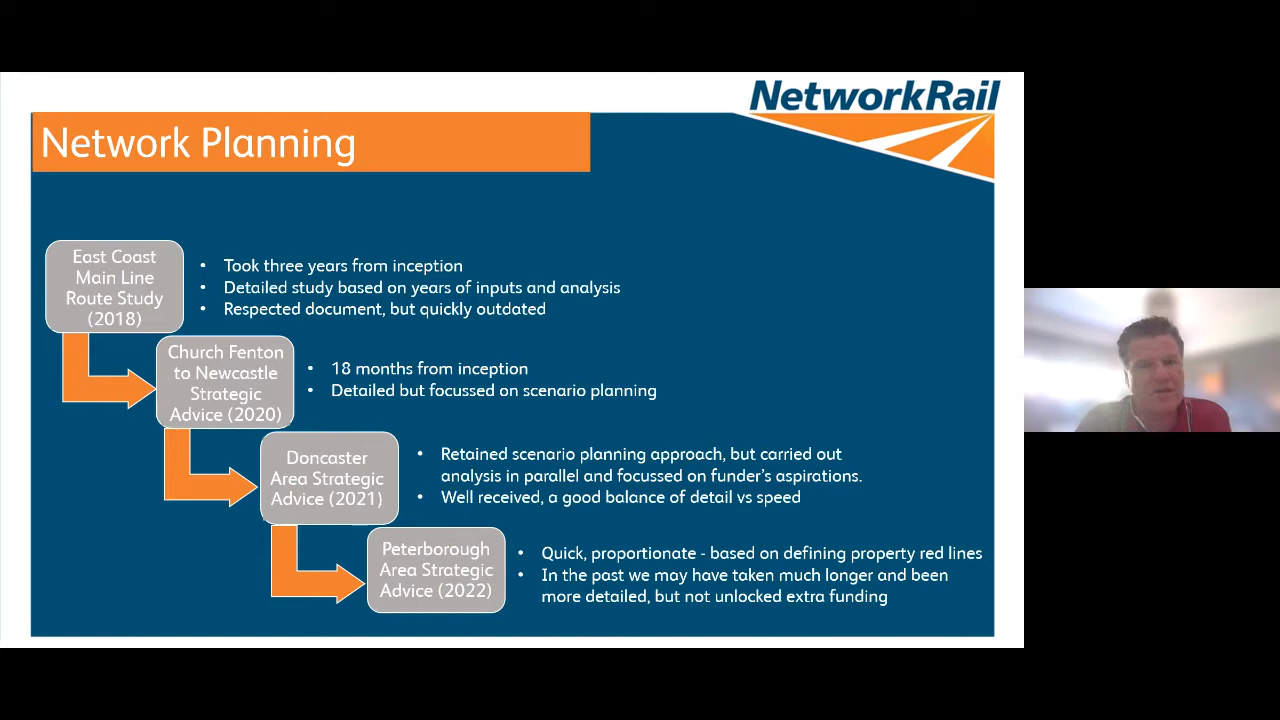 NetworkRail
Network Planning
East Coast
Main Line
Route Study
(2018)
• Took three years from inception
• Detailed study based on years of inputs and analysis
• Respected document, but quickly outdated
Church Fenton
to Newcastle
Strategic
Advice (2020)
• 18 months from inception
• Detailed but focussed on scenario planning
Doncaster
Area Strategic
Advice (2021)
• Retained scenario planning approach, but carried out
analysis in parallel and focussed on funder's aspirations.
• Well received, a good balance of detail vs speed
Peterborough
Area Strategic
Advice (2022)
• Quick, proportionate - based on defining property red lines
• In the past we may have taken much longer and been
more detailed, but not unlocked extra funding